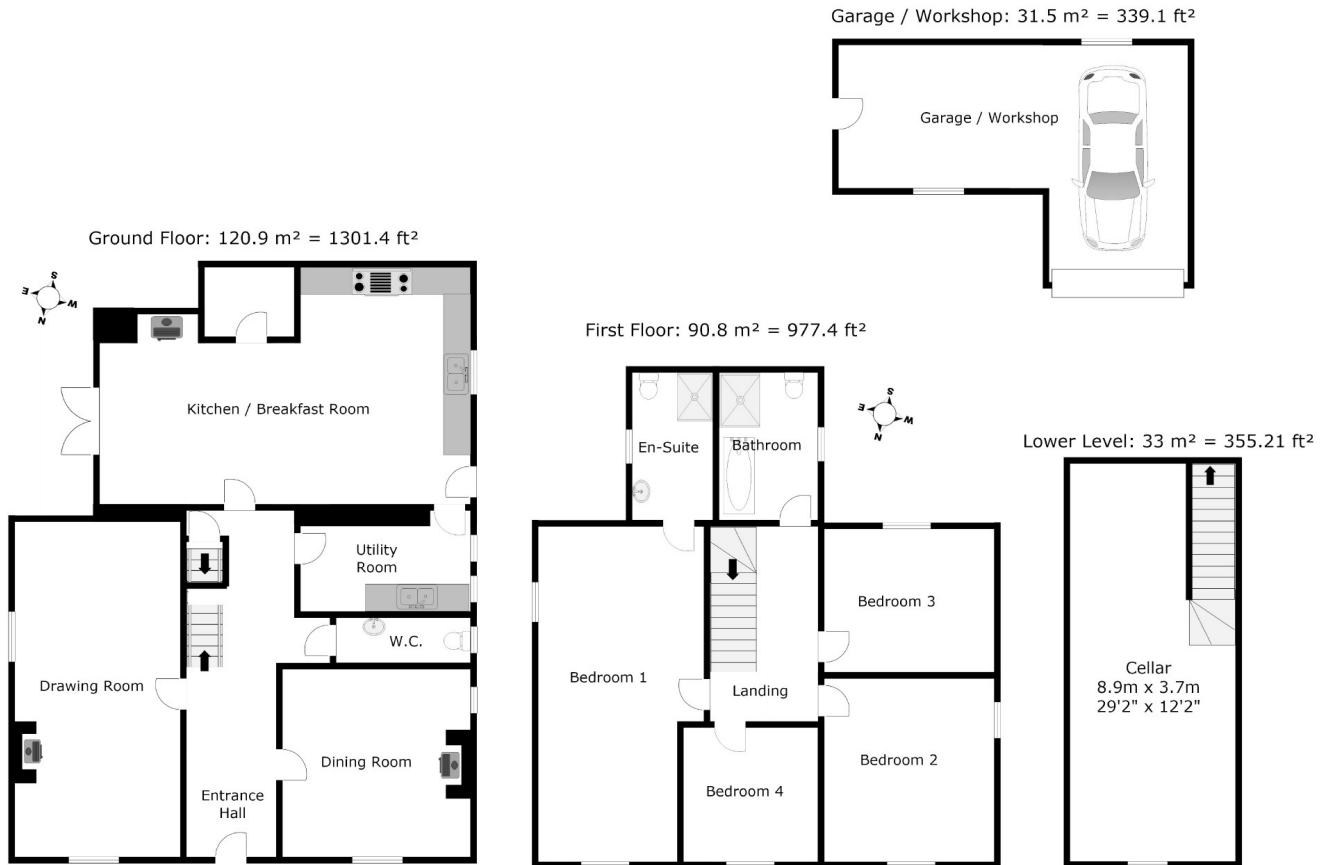 Garage / Workshop: 31.5 m² = 339.1 ft²
Garage / Workshop
Ground Floor: 120.9 m² = 1301.4 ft²
S
E
W
N
Kitchen / Breakfast Room
Utility
Room
W.C.
Drawing Room
Dining Room
Entrance
Hall
First Floor: 90.8 m² = 977.4 ft²
S
E
W
N
En-Suite
Bathroom
Bedroom 3
Bedroom 1
Landing
Bedroom 2
Bedroom 4
Lower Level: 33 m² = 355.21 ft²
Cellar
8.9m x 3.7m
29'2" x 12'2"